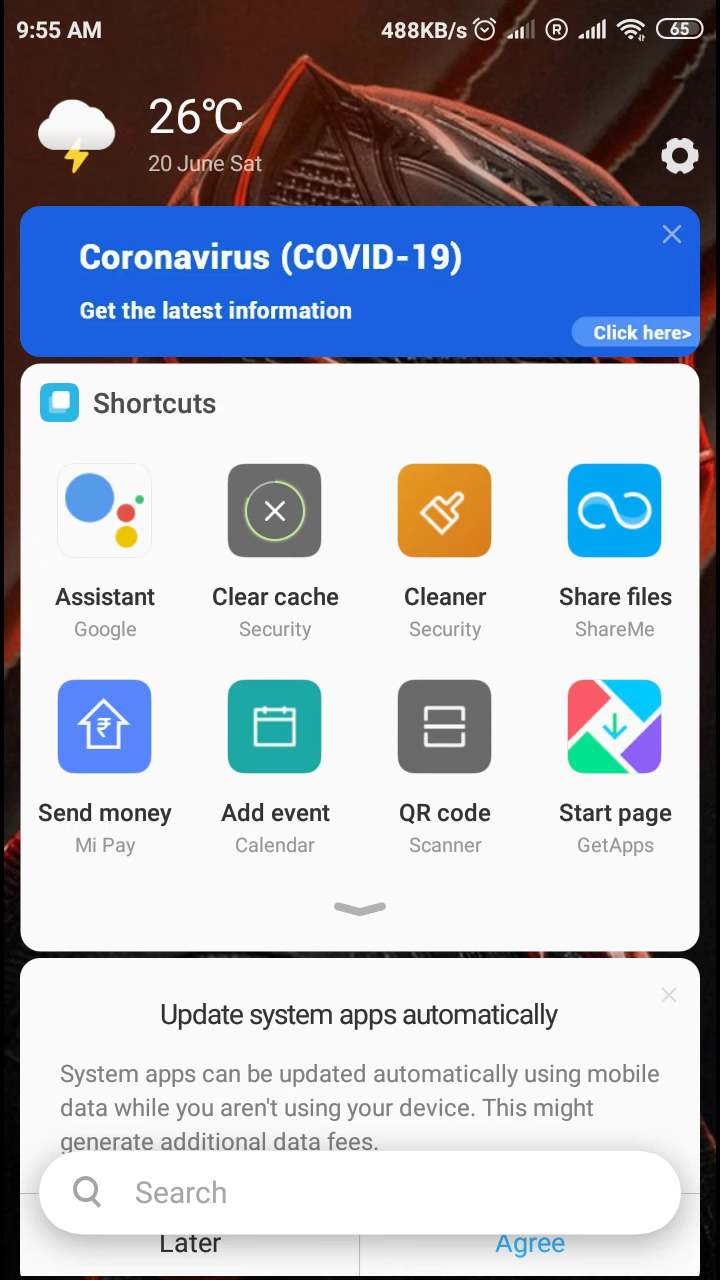 9:55 AM 488KB/s R 65
26℃
20 June Sat
Coronavirus (COVID-19)
Get the latest information
Click here>
Shortcuts
Assistant Clear cache Cleaner Share files
Google Security Security ShareMe
₹
Send money Add event QR code Start page
Mi Pay Calendar Scanner GetApps
Update system apps automatically
System apps can be updated automatically using mobile
data while you aren't using your device. This might
generate additional data fees.
Search
Later Agree